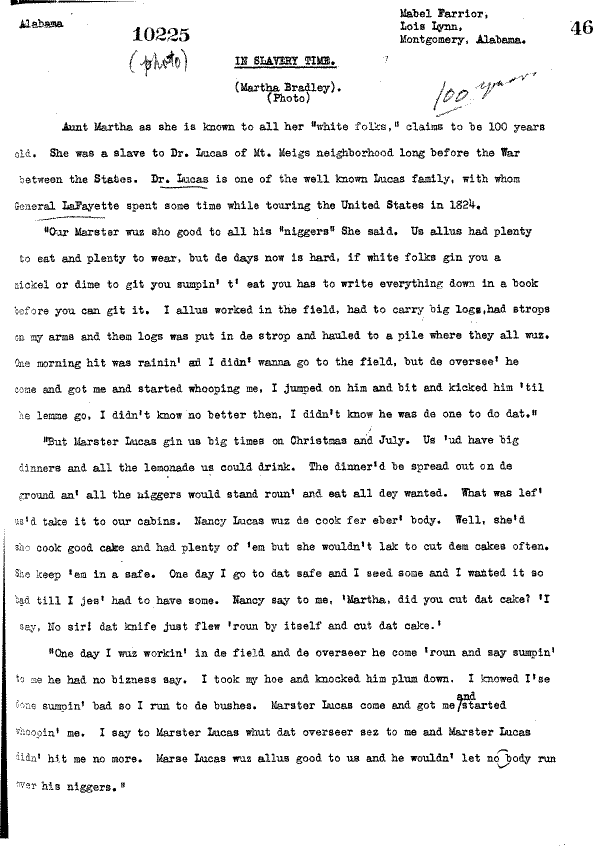 Alabama
10225
(photo)
Mabel Farrior,
Lois Lynn,
Montgomery, Alabama.
46
IN SLAVERY TIME.
(Martha Bradley).
(Photo)
100 years
Aunt Martha as she is known to all her "white folks," claims to be 100 years
old. She was a slave to Dr. Lucas of Mt. Meigs neighborhood long before the War
between the States. Dr. Lucas is one of the well known Lucas family, with whom
General LaFayette spent some time while touring the United States in 1824.
"Our Marster wuz sho good to all his "niggers" She said. Us allus had plenty
to eat and plenty to wear, but de days now is hard, if white folks gin you a
nickel or dime to git you sumpin' t' eat you has to write everything down in a book
before you can git it. I allus worked in the field, had to carry big logs,had strops
on my arms and them logs was put in de strop and hauled to a pile where they all wuz.
One morning hit was rainin' ad I didn' wanna go to the field, but de oversee' he
come and got me and started whooping me, I jumped on him and bit and kicked him 'til
he lemme go, I didn't know no better then, I didn't know he was de one to do dat."
"But Marster Lucas gin us big times on Christmas and July. Us 'ud have big
dinners and all the lemonade us could drink. The dinner'd be spread out on de
ground an' all the niggers would stand roun' and eat all dey wanted. What was lef'
us'd take it to our cabins. Nancy Lucas wuz de cook fer eber' body. Well, she'd
sho cook good cake and had plenty of 'em but she wouldn't lak to cut dem cakes often.
She keep 'em in a safe. One day I go to dat safe and I seed some and I wanted it so
bad till I jes' had to have some. Nancy say to me, 'Martha, did you cut dat cake? 'I
say, No sir! dat knife just flew 'roun by itself and cut dat cake.'
"One day I wuz workin' in de field and de overseer he come 'roun and say sumpin'
to me he had no bizness say. I took my hoe and knocked him plum down. I knowed I'se
done sumpin' bad so I run to de bushes. Marster Lucas come and got me and started
whoopin' me. I say to Marster Lucas whut dat overseer sez to me and Marster Lucas
didn' hit me no more. Marse Lucas wuz allus good to us and he wouldn' let no body run
over his niggers."